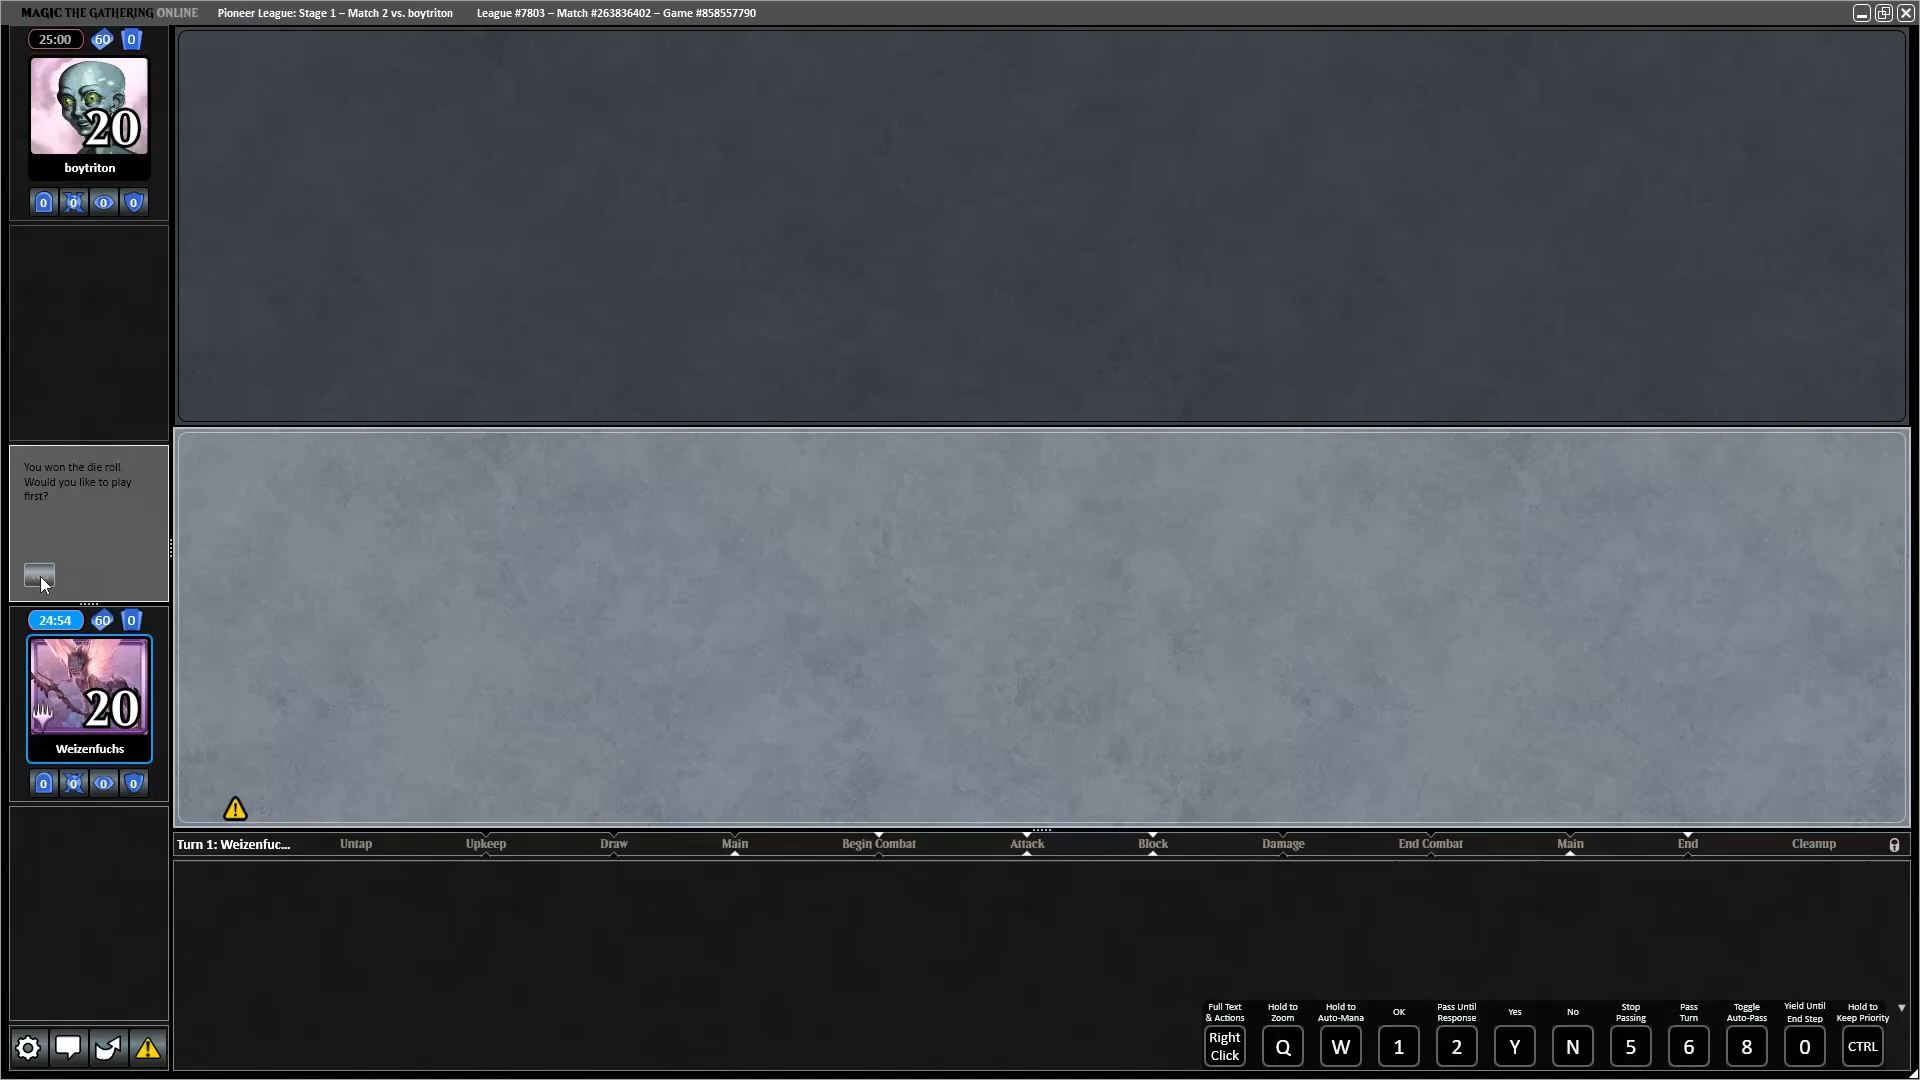 MAGIC THE GATHERING ONLINE
Pioneer League: Stage 1 – Match 2 vs. boytriton
League #7803 – Match #263836402 – Game #858557790
25:00
60
0
20
boytriton
0
0
0
0
You won the die roll.
Would you like to play
first?
24:54
60
0
20
Weizenfuchs
0
0
0
0
Turn 1: Weizenfuc...
Untap
Upkeep
Draw
Main
Begin Combat
Attack
Block
Damage
End Combat
Main
End
Cleanup
Full Text
& Actions
Right
Click
Hold to
Zoom
Q
Hold to
Auto-Mana
W
OK
1
Pass Until
Response
2
Yes
Y
No
N
Stop
Passing
5
Pass
Turn
6
Toggle
Auto-Pass
8
Yield Until
End Step
0
Hold to
Keep Priority
CTRL